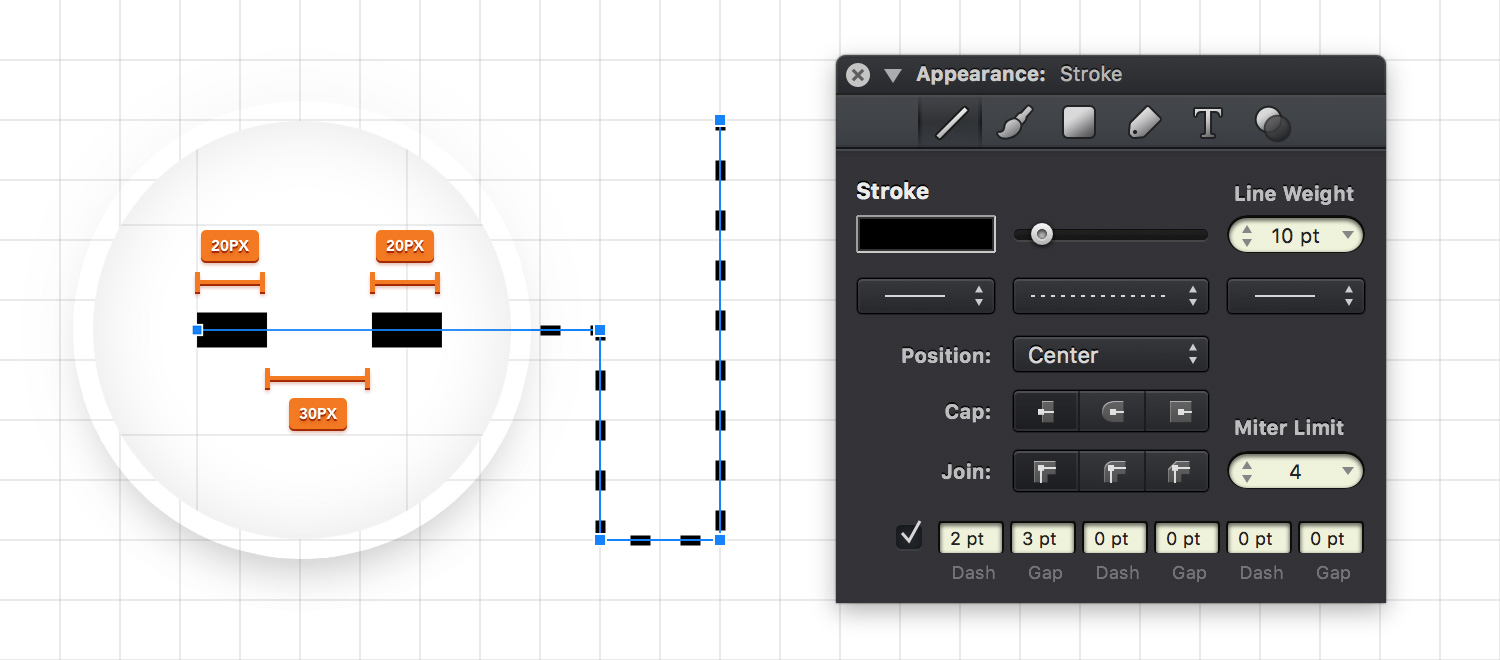 20PX
20PX
30PX
Appearance: Stroke
T
Stroke
Line Weight
10 pt
Position:
Center
Cap:
Miter Limit
Join:
4
2 pt
3 pt
0 pt
0 pt
0 pt
0 pt
Dash
Gap
Dash
Gap
Dash
Gap